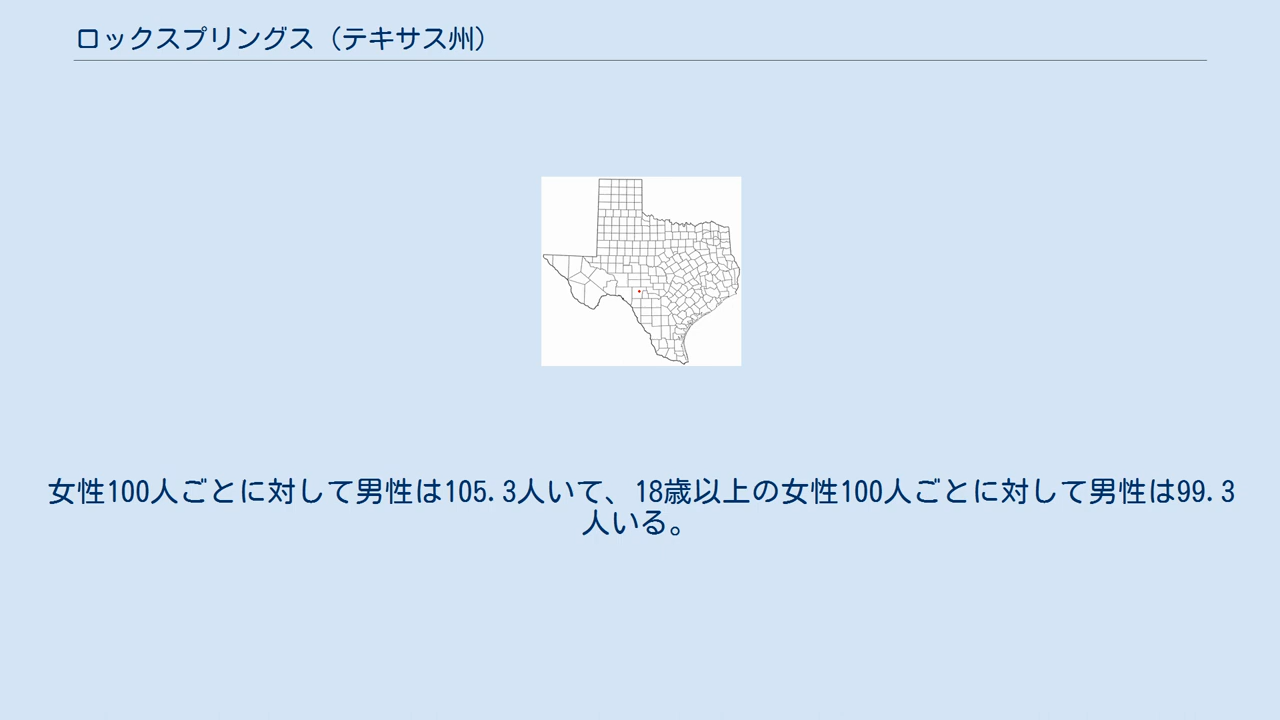 ロックスプリングス（テキサス州）
女性100人ごとに対して男性は105.3人いて、18歳以上の女性100人ごとに対して男性は99.3
人いる。